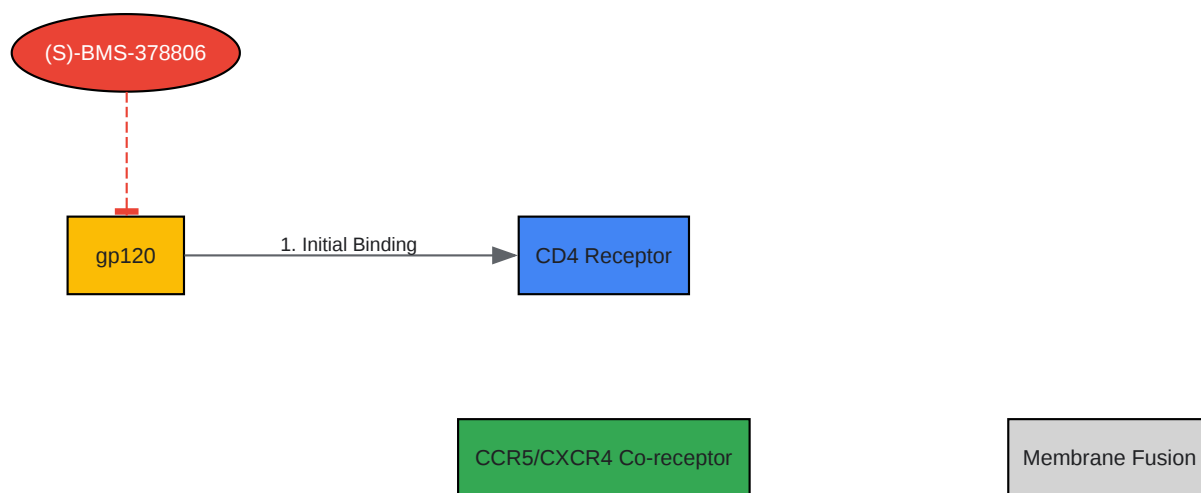 (S)-BMS-378806
gp120
1. Initial Binding
CD4 Receptor
CCR5/CXCR4 Co-receptor
Membrane Fusion